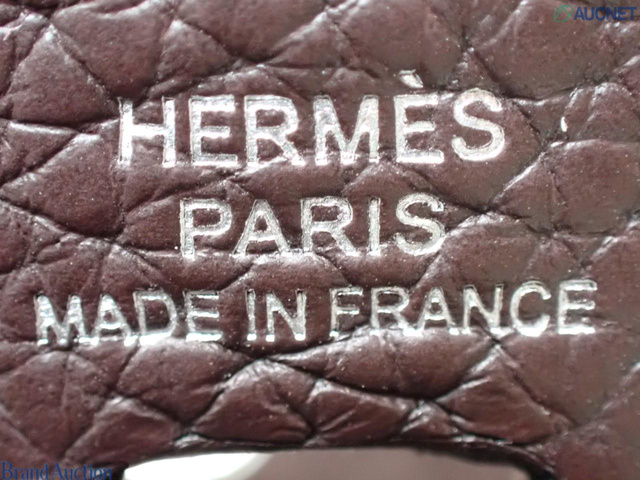 AUCNET
HERMÈS
PARIS
MADE IN FRANCE
Brand Auction